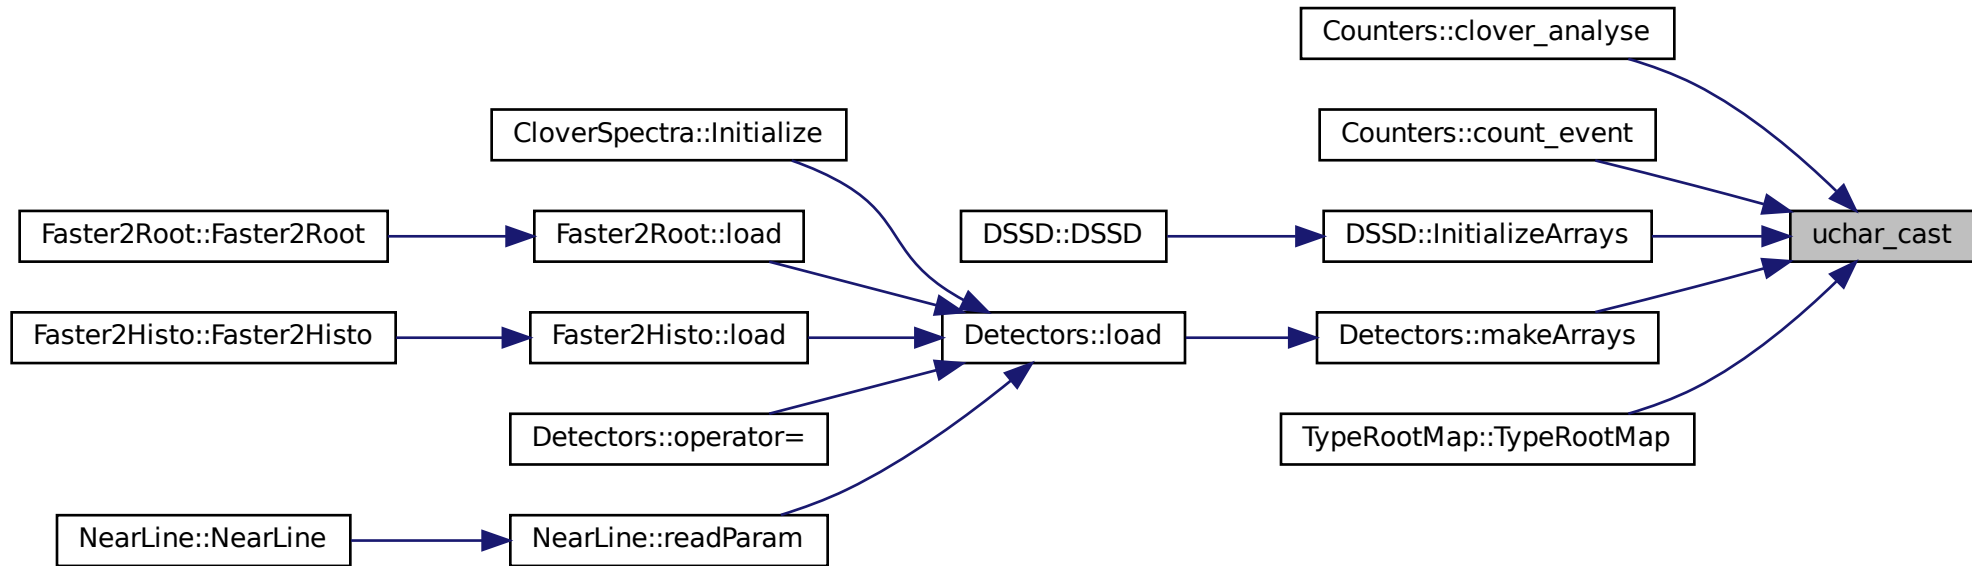 Counters::clover_analyse
CloverSpectra::Initialize
Counters::count_event
Faster2Root::Faster2Root
Faster2Root::load
DSSD::DSSD
DSSD::InitializeArrays
uchar_cast
Faster2Histo::Faster2Histo
Faster2Histo::load
Detectors::load
Detectors::makeArrays
Detectors::operator=
TypeRootMap::TypeRootMap
NearLine::NearLine
NearLine::readParam